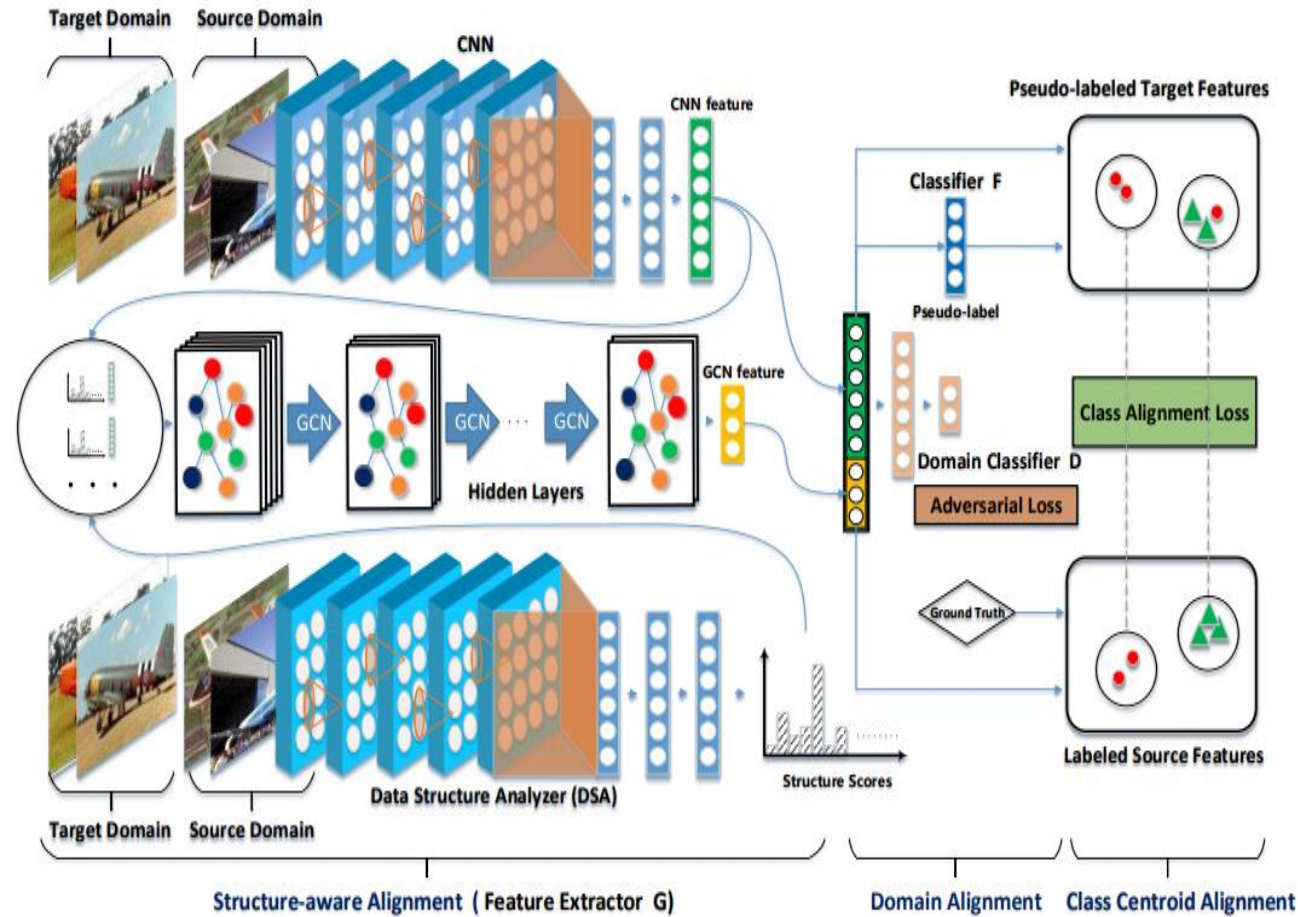 Target Domain
Source Domain
CNN
CNN feature
Pseudo-labeled Target Features
Classifier F
Pseudo-label
GCN
GCN
. . .
GCN
GCN feature
Hidden Layers
Class Alignment Loss
Domain Classifier D
Adversarial Loss
Ground Truth
Labeled Source Features
Structure Scores
Data Structure Analyzer (DSA)
Target Domain
Source Domain
Structure-aware Alignment ( Feature Extractor G)
Domain Alignment
Class Centroid Alignment